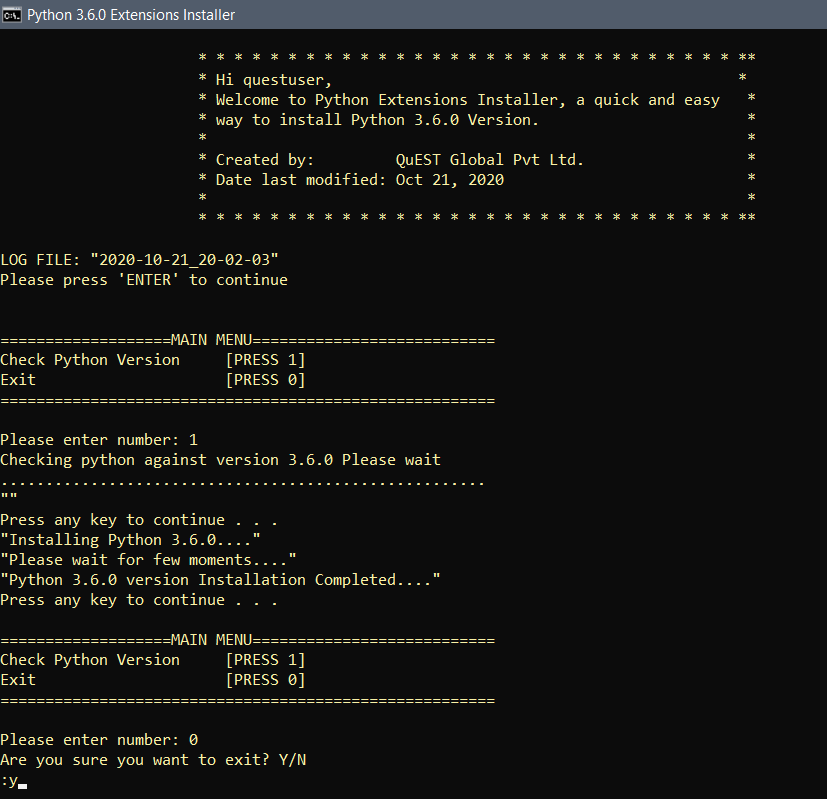 Python 3.6.0 Extensions Installer
* * * * * * * * * * * * * * * * * * * * * * * * * * * * * * **
* Hi questuser, *
* Welcome to Python Extensions Installer, a quick and easy *
* way to install Python 3.6.0 Version. *
* *
* Created by: QuEST Global Pvt Ltd. *
* Date last modified: Oct 21, 2020 *
* *
* * * * * * * * * * * * * * * * * * * * * * * * * * * * * * **
LOG FILE: "2020-10-21_20-02-03"
Please press 'ENTER' to continue
===================MAIN MENU===========================
Check Python Version [PRESS 1]
Exit [PRESS 0]
=======================================================
Please enter number: 1
Checking python against version 3.6.0 Please wait
......................................................
""
Press any key to continue . . .
"Installing Python 3.6.0...."
"Please wait for few moments...."
"Python 3.6.0 version Installation Completed...."
Press any key to continue . . .
===================MAIN MENU===========================
Check Python Version [PRESS 1]
Exit [PRESS 0]
=======================================================
Please enter number: 0
Are you sure you want to exit? Y/N
:y